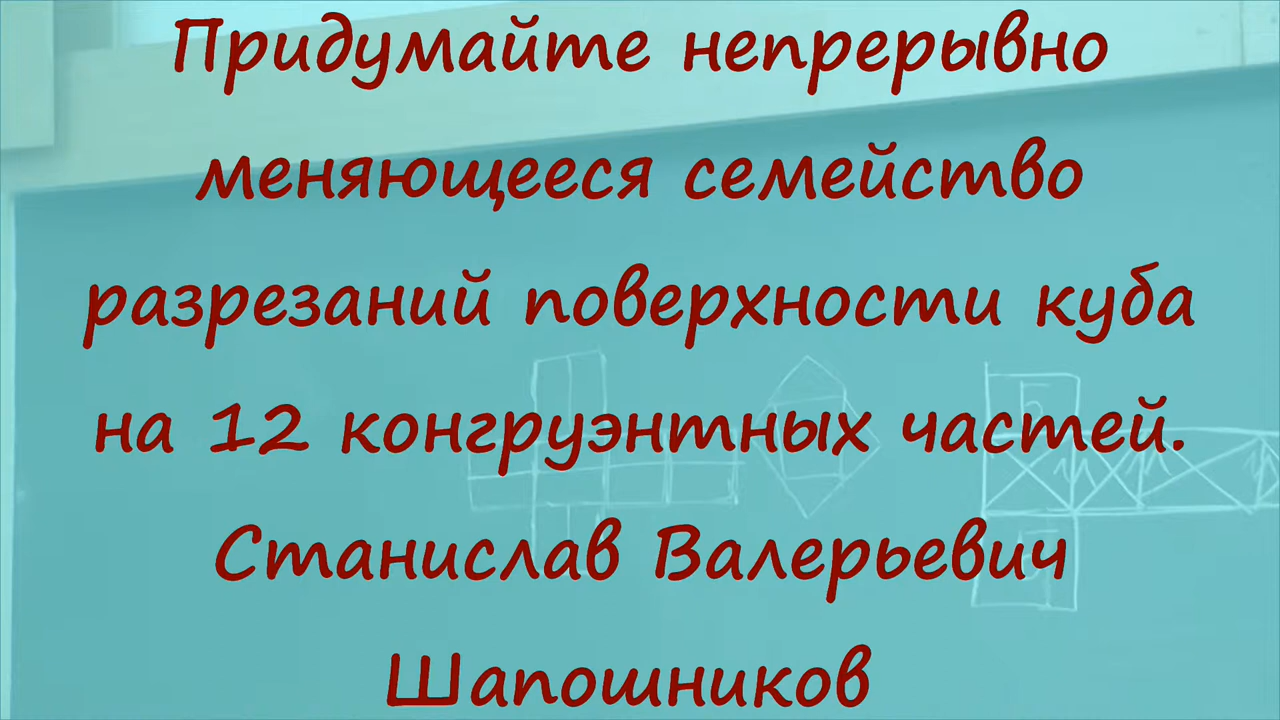 Придумайте непрерывно
меняющееся семейство
разрезаний поверхности куба
на 12 конгруэнтных частей.
Станислав Валерьевич
Шапошников